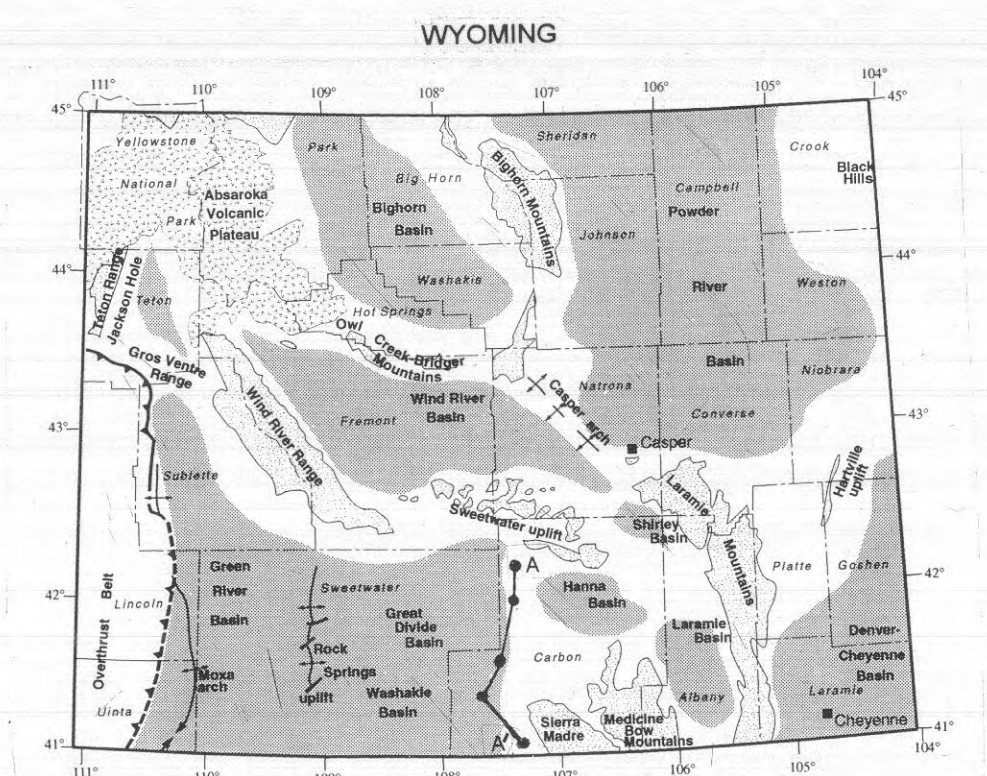 WYOMING
111°
110°
109°
108°
107°
106°
105°
104°
45°
45°
Yellowstone
National
Park
Absaroka
Volcanic
Plateau
Park
Big Horn
Bighorn
Basin
Washakis
Hot Springs
Bighorn Mountains
Sheridan
Johnson
Campbell
Powder
River
Basin
Crook
Black
Hills
Weston
Niobrara
44°
44°
Teton Range
Jackson Hole
Teton
Gros Ventre
Range
Owl
Creek-Bridger
Mountains
Wind River
Basin
Fremont
Wind River Range
Natrona
Casper arch
Converse
Casper
43°
43°
Sublette
Sweetwater uplift
Laramie
Mountains
Shirley
Basin
Hartville
uplift
Platte
Goshen
42°
42°
Overthrust Belt
Lincoln
Uinta
Green
River
Basin
Moxa
arch
Sweetwater
Great
Divide
Basin
Rock
Springs
uplift
Washakie
Basin
A
A'
Hanna
Basin
Carbon
Laramie
Basin
Albany
Sierra
Madre
Medicine
Bow
Mountains
Denver-
Cheyenne
Basin
Laramie
Cheyenne
41°
41°
111°
110°
109°
108°
107°
106°
105°
104°